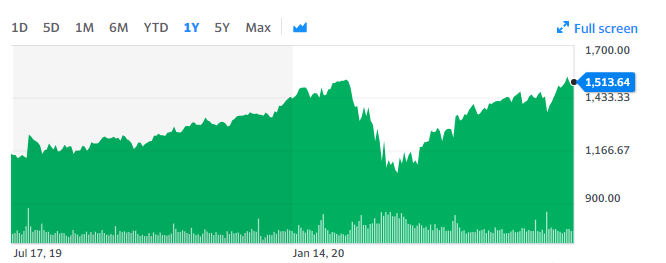 1D 5D 1M 6M YTD 1Y 5Y Max Full screen
1,700.00
1,513.64
1,433.33
1,166.67
900.00
Jul 17, 19 Jan 14, 20